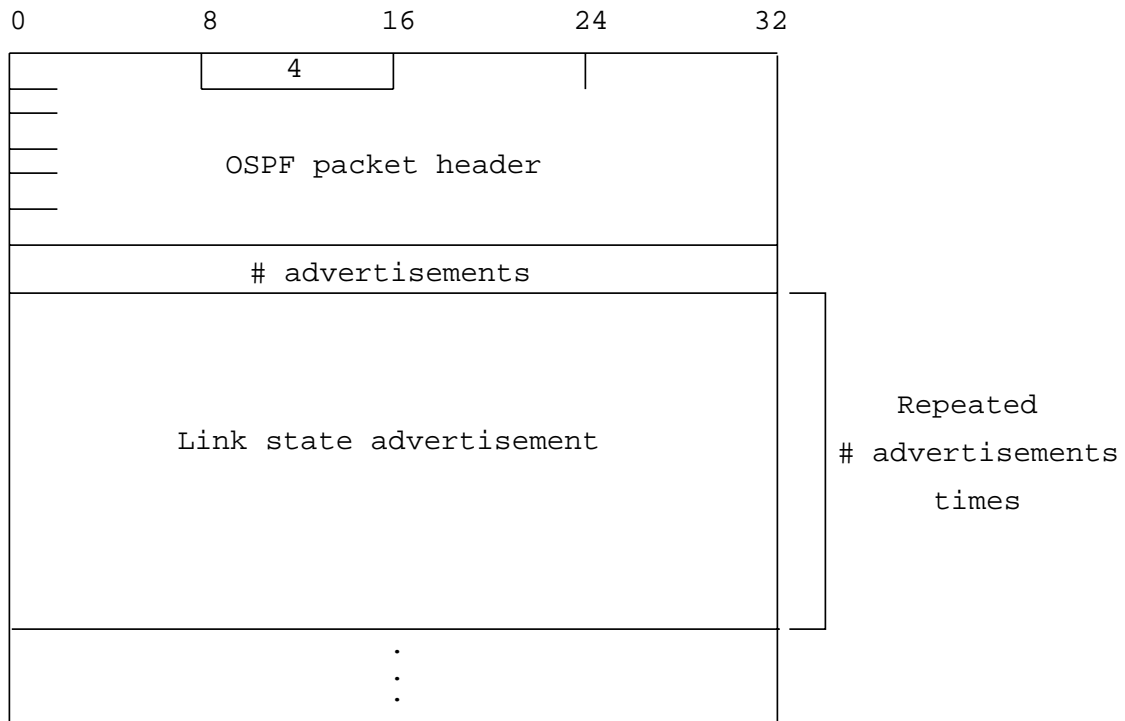 0 8 16 24 32
4
OSPF packet header
# advertisements
Link state advertisement
Repeated
# advertisements
times
.
.
.